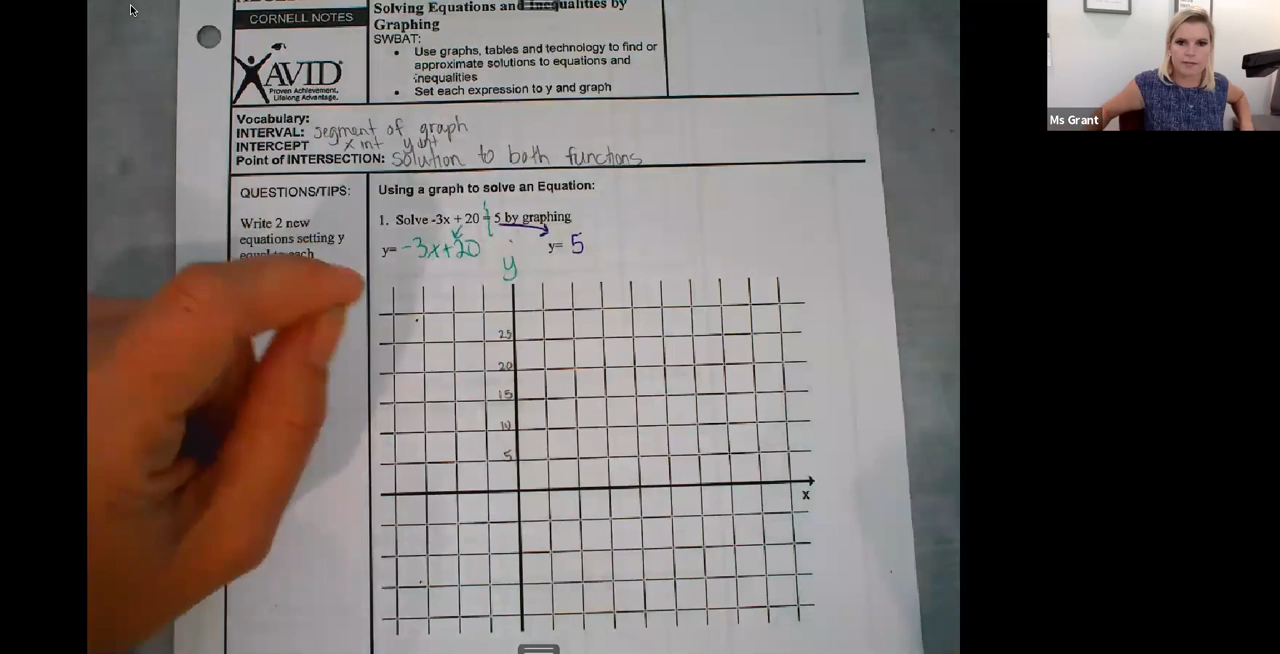 CORNELL NOTES
AVID
Proven Achievement.
Lifelong Advantage.
Solving Equations and Inequalities by
Graphing
SWBAT:
• Use graphs, tables and technology to find or
approximate solutions to equations and
inequalities
• Set each expression to y and graph
Ms Grant
Vocabulary:
INTERVAL: segment of graph
INTERCEPT x int y int
Point of INTERSECTION: solution to both functions
QUESTIONS/TIPS:
Write 2 new
equations setting y
equal to each
Using a graph to solve an Equation:
1. Solve -3x + 20 = 5 by graphing
y= -3x+20 y= 5
y
25
20
15
10
5
x